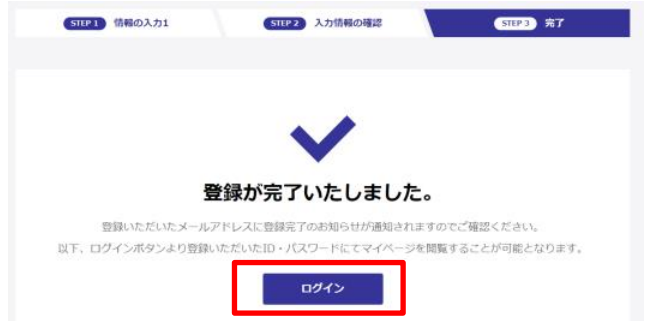 STEP 1 情報の入力1 STEP 2 入力情報の確認 STEP 3 完了
登録が完了いたしました。
登録いただいたメールアドレスに登録完了のお知らせが通知されますのでご確認ください。
以下、ログインボタンより登録いただいたID・パスワードにてマイページを閲覧することが可能となります。
ログイン